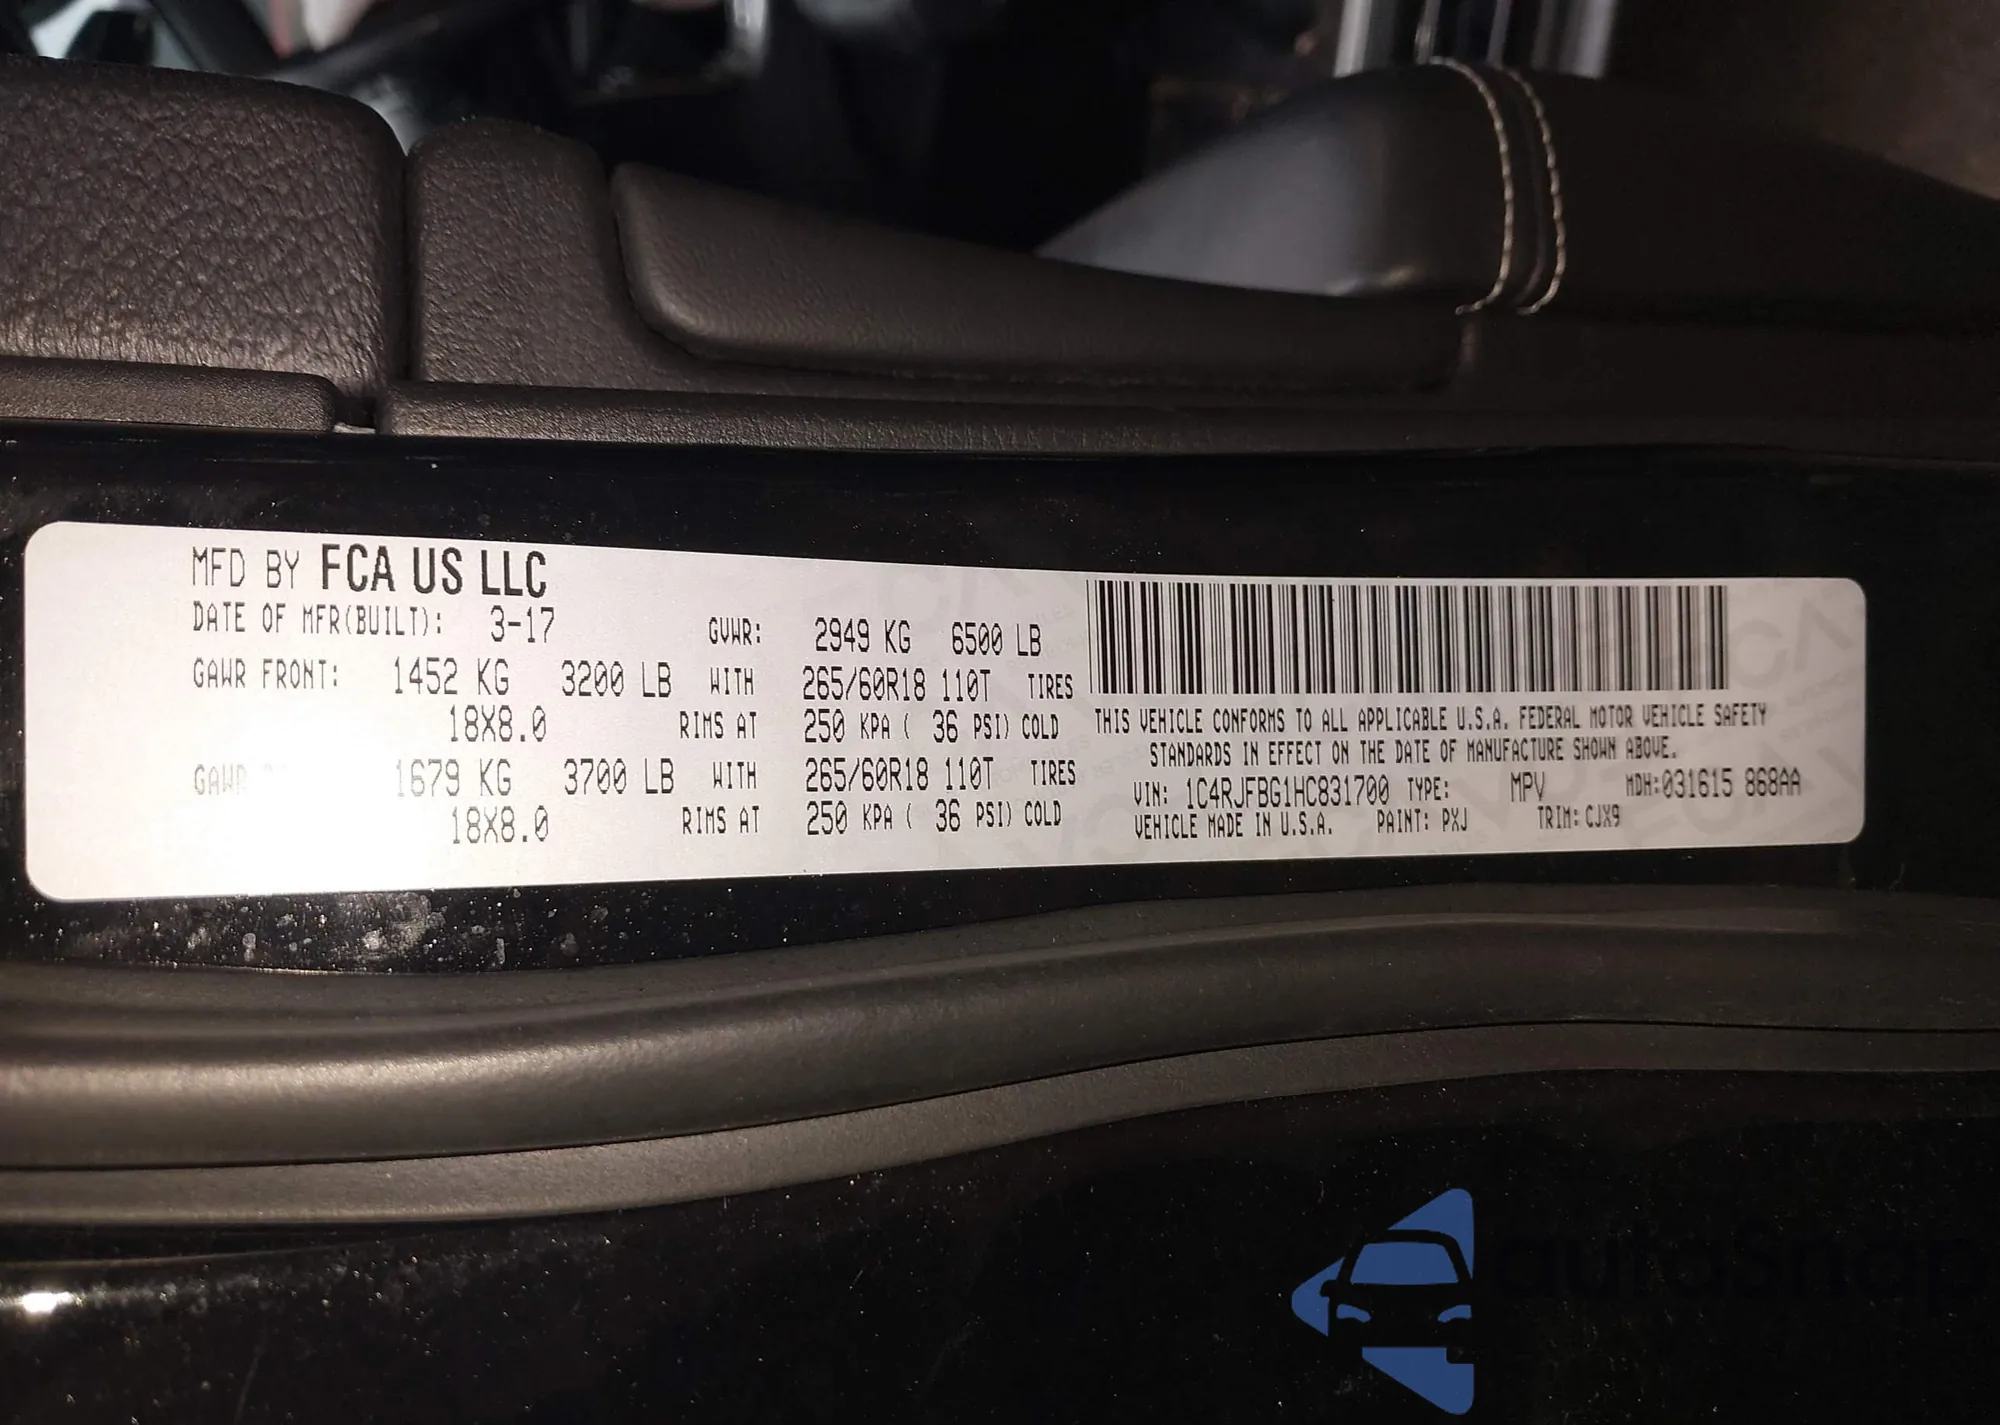 MFD BY FCA US LLC
DATE OF MFR(BUILT): 3-17 GVWR: 2949 KG 6500 LB
GAWR FRONT: 1452 KG 3200 LB WITH 265/60R18 110T TIRES
18X8.0 RIMS AT 250 KPA ( 36 PSI) COLD
GAWR 1679 KG 3700 LB WITH 265/60R18 110T TIRES
18X8.0 RIMS AT 250 KPA ( 36 PSI) COLD
THIS VEHICLE CONFORMS TO ALL APPLICABLE U.S.A. FEDERAL MOTOR VEHICLE SAFETY
STANDARDS IN EFFECT ON THE DATE OF MANUFACTURE SHOWN ABOVE.
VIN: 1C4RJFBG1HC831700 TYPE: MPV MDH:031615 868AA
VEHICLE MADE IN U.S.A. PAINT: PXJ TRIM: CJX9
autoSnap